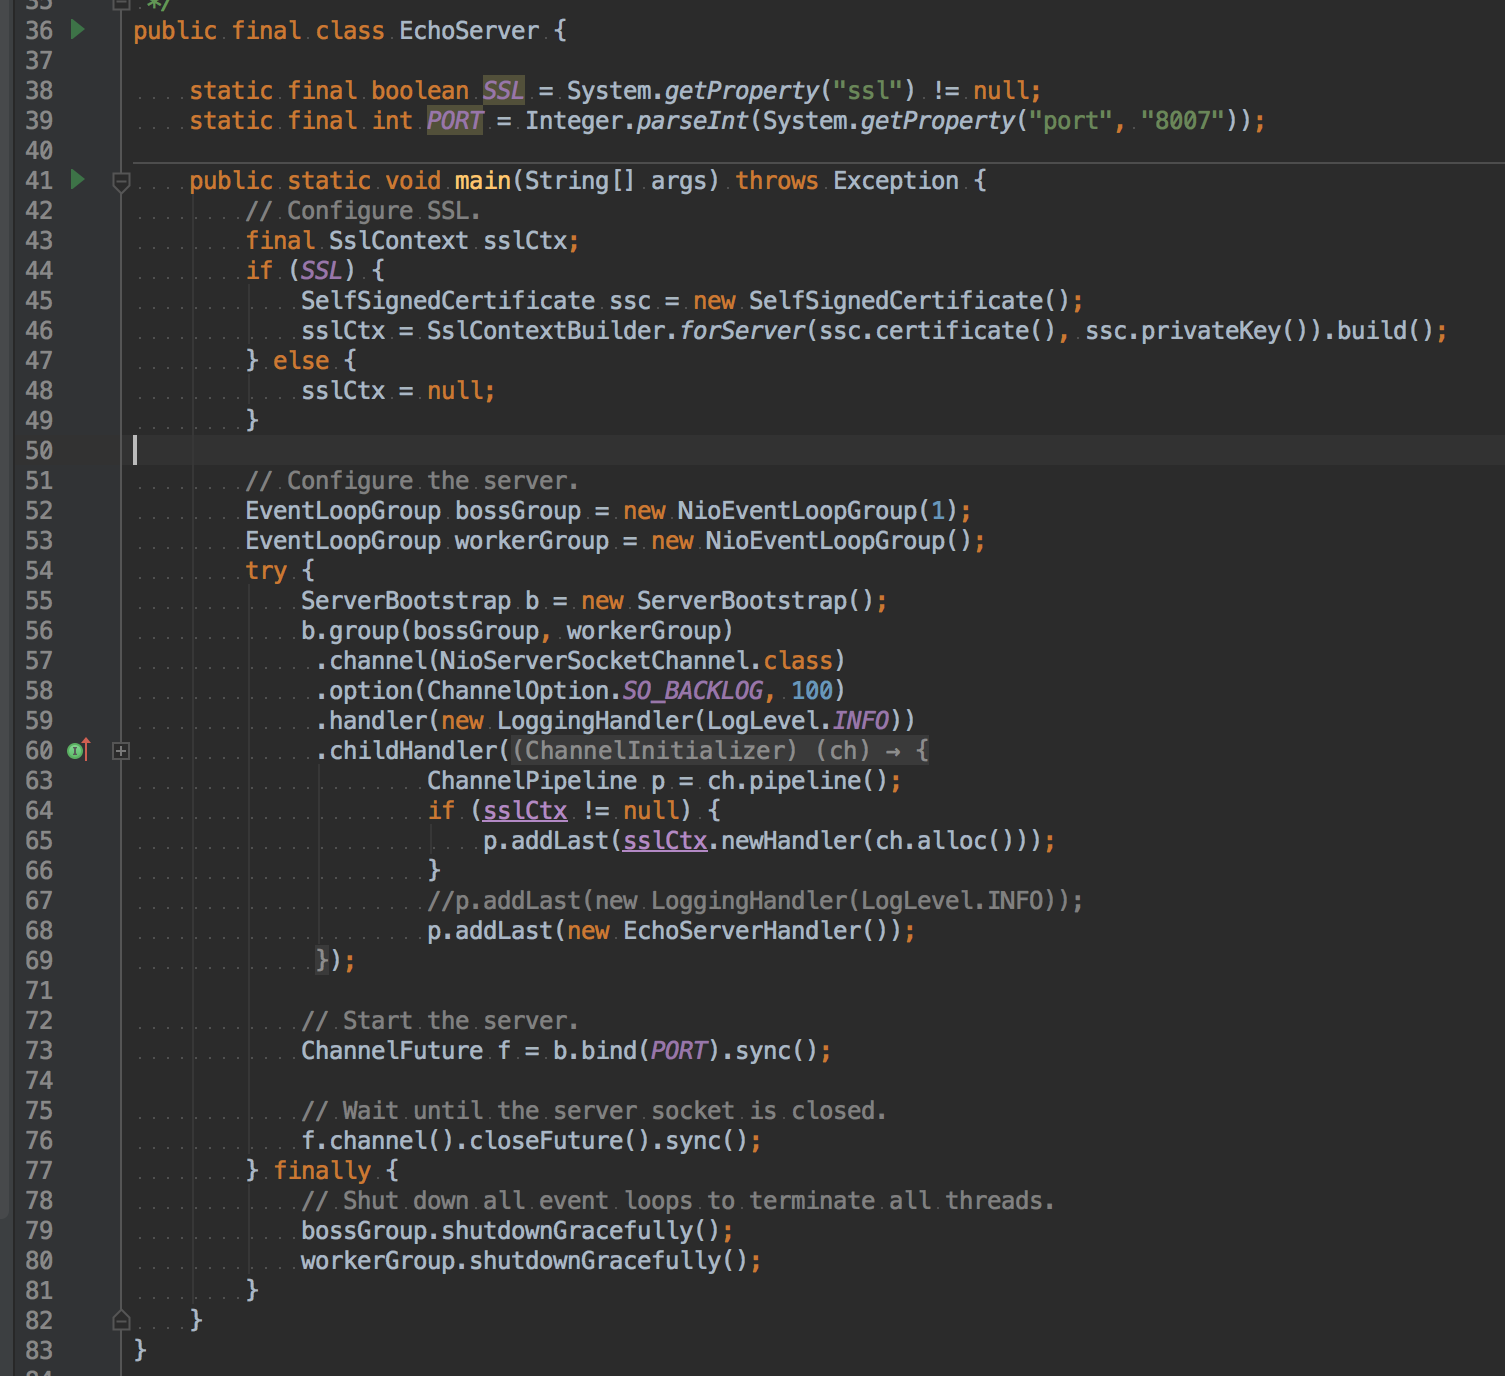 35 */
36 public final class EchoServer {
37
38     static final boolean SSL = System.getProperty("ssl") != null;
39     static final int PORT = Integer.parseInt(System.getProperty("port", "8007"));
40
41     public static void main(String[] args) throws Exception {
42         // Configure SSL.
43         final SslContext sslCtx;
44         if (SSL) {
45             SelfSignedCertificate ssc = new SelfSignedCertificate();
46             sslCtx = SslContextBuilder.forServer(ssc.certificate(), ssc.privateKey()).build();
47         } else {
48             sslCtx = null;
49         }
50
51         // Configure the server.
52         EventLoopGroup bossGroup = new NioEventLoopGroup(1);
53         EventLoopGroup workerGroup = new NioEventLoopGroup();
54         try {
55             ServerBootstrap b = new ServerBootstrap();
56             b.group(bossGroup, workerGroup)
57              .channel(NioServerSocketChannel.class)
58              .option(ChannelOption.SO_BACKLOG, 100)
59              .handler(new LoggingHandler(LogLevel.INFO))
60              .childHandler((ChannelInitializer) (ch) → {
63                      ChannelPipeline p = ch.pipeline();
64                      if (sslCtx != null) {
65                          p.addLast(sslCtx.newHandler(ch.alloc()));
66                      }
67                      //p.addLast(new LoggingHandler(LogLevel.INFO));
68                      p.addLast(new EchoServerHandler());
69              });
71
72             // Start the server.
73             ChannelFuture f = b.bind(PORT).sync();
74
75             // Wait until the server socket is closed.
76             f.channel().closeFuture().sync();
77         } finally {
78             // Shut down all event loops to terminate all threads.
79             bossGroup.shutdownGracefully();
80             workerGroup.shutdownGracefully();
81         }
82     }
83 }
84